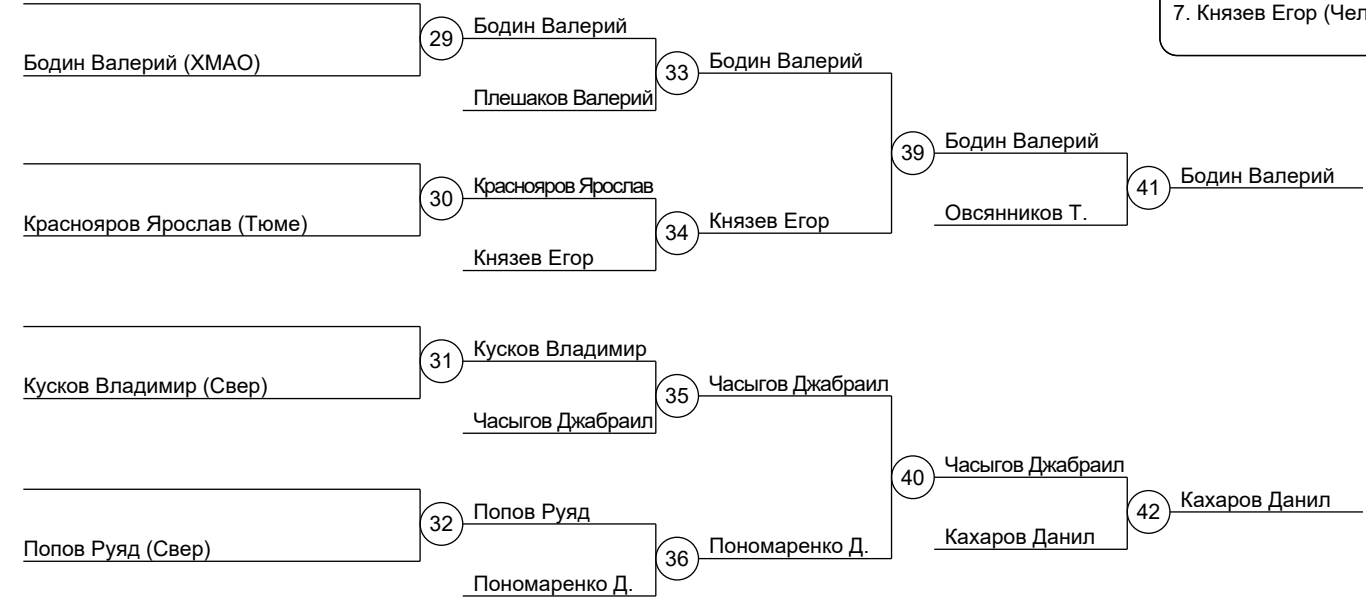 7. Князев Егор (Чел
29
Бодин Валерий
Бодин Валерий (ХМАО)
33
Бодин Валерий
Плешаков Валерий
39
Бодин Валерий
30
Краснояров Ярослав
Краснояров Ярослав (Тюме)
34
Князев Егор
Князев Егор
Овсянников Т.
41
Бодин Валерий
31
Кусков Владимир
Кусков Владимир (Свер)
35
Часыгов Джабраил
Часыгов Джабраил
40
Часыгов Джабраил
32
Попов Руяд
Попов Руяд (Свер)
36
Пономаренко Д.
Пономаренко Д.
Кахаров Данил
42
Кахаров Данил